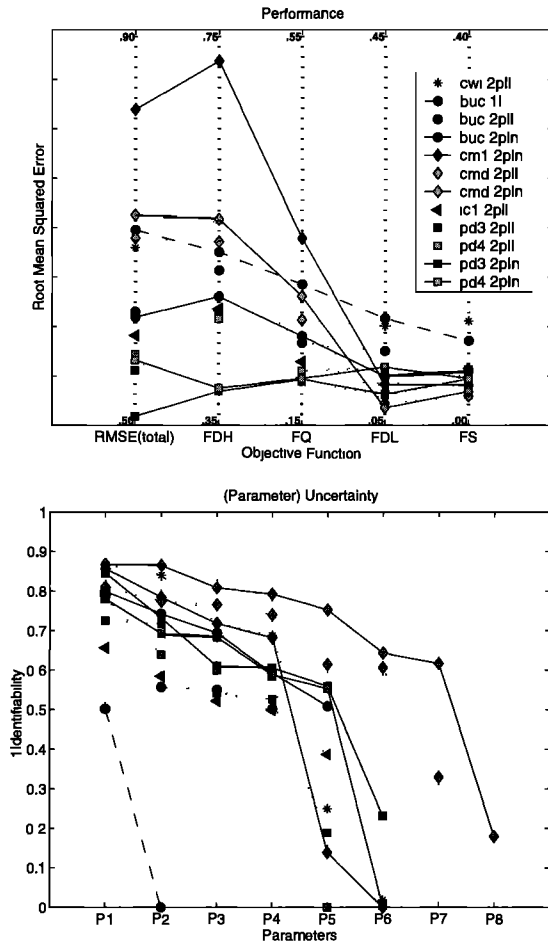 Performance
.90 .75 .55 .45 .40
Root Mean Squared Error
cwi 2pll
buc 1l
buc 2pll
buc 2pln
cm1 2pln
cmd 2pll
cmd 2pln
ic1 2pll
pd3 2pll
pd4 2pll
pd3 2pln
pd4 2pln
.50 .35 .15 .05 .00
RMSE(total) FDH FQ FDL FS
Objective Function
(Parameter) Uncertainty
1
0.9
0.8
0.7
0.6
0.5
0.4
0.3
0.2
0.1
0
1Identifiability
P1 P2 P3 P4 P5 P6 P7 P8
Parameters